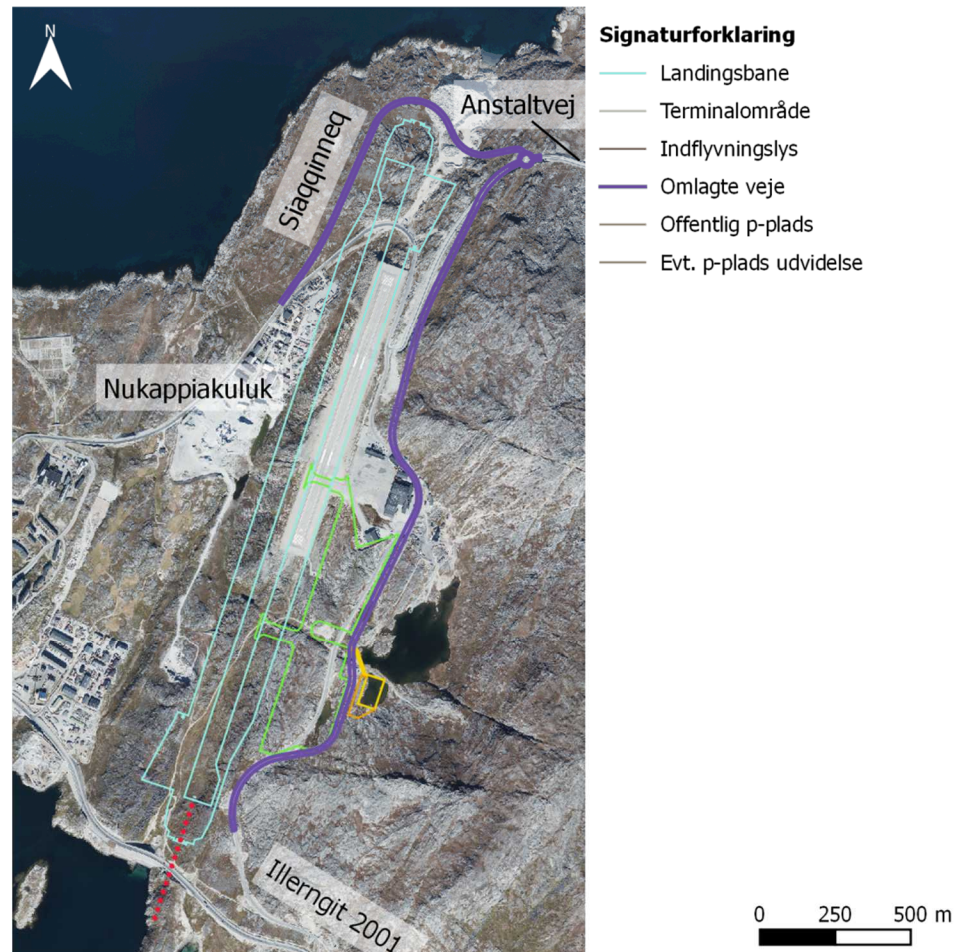 N
Siaqqinneq
Anstaltvej
Nukappiakuluk
Illerngit 2001
Signaturforklaring
Landingsbane
Terminalområde
Indflyvningslys
Omlagte veje
Offentlig p-plads
Evt. p-plads udvidelse
0 250 500 m